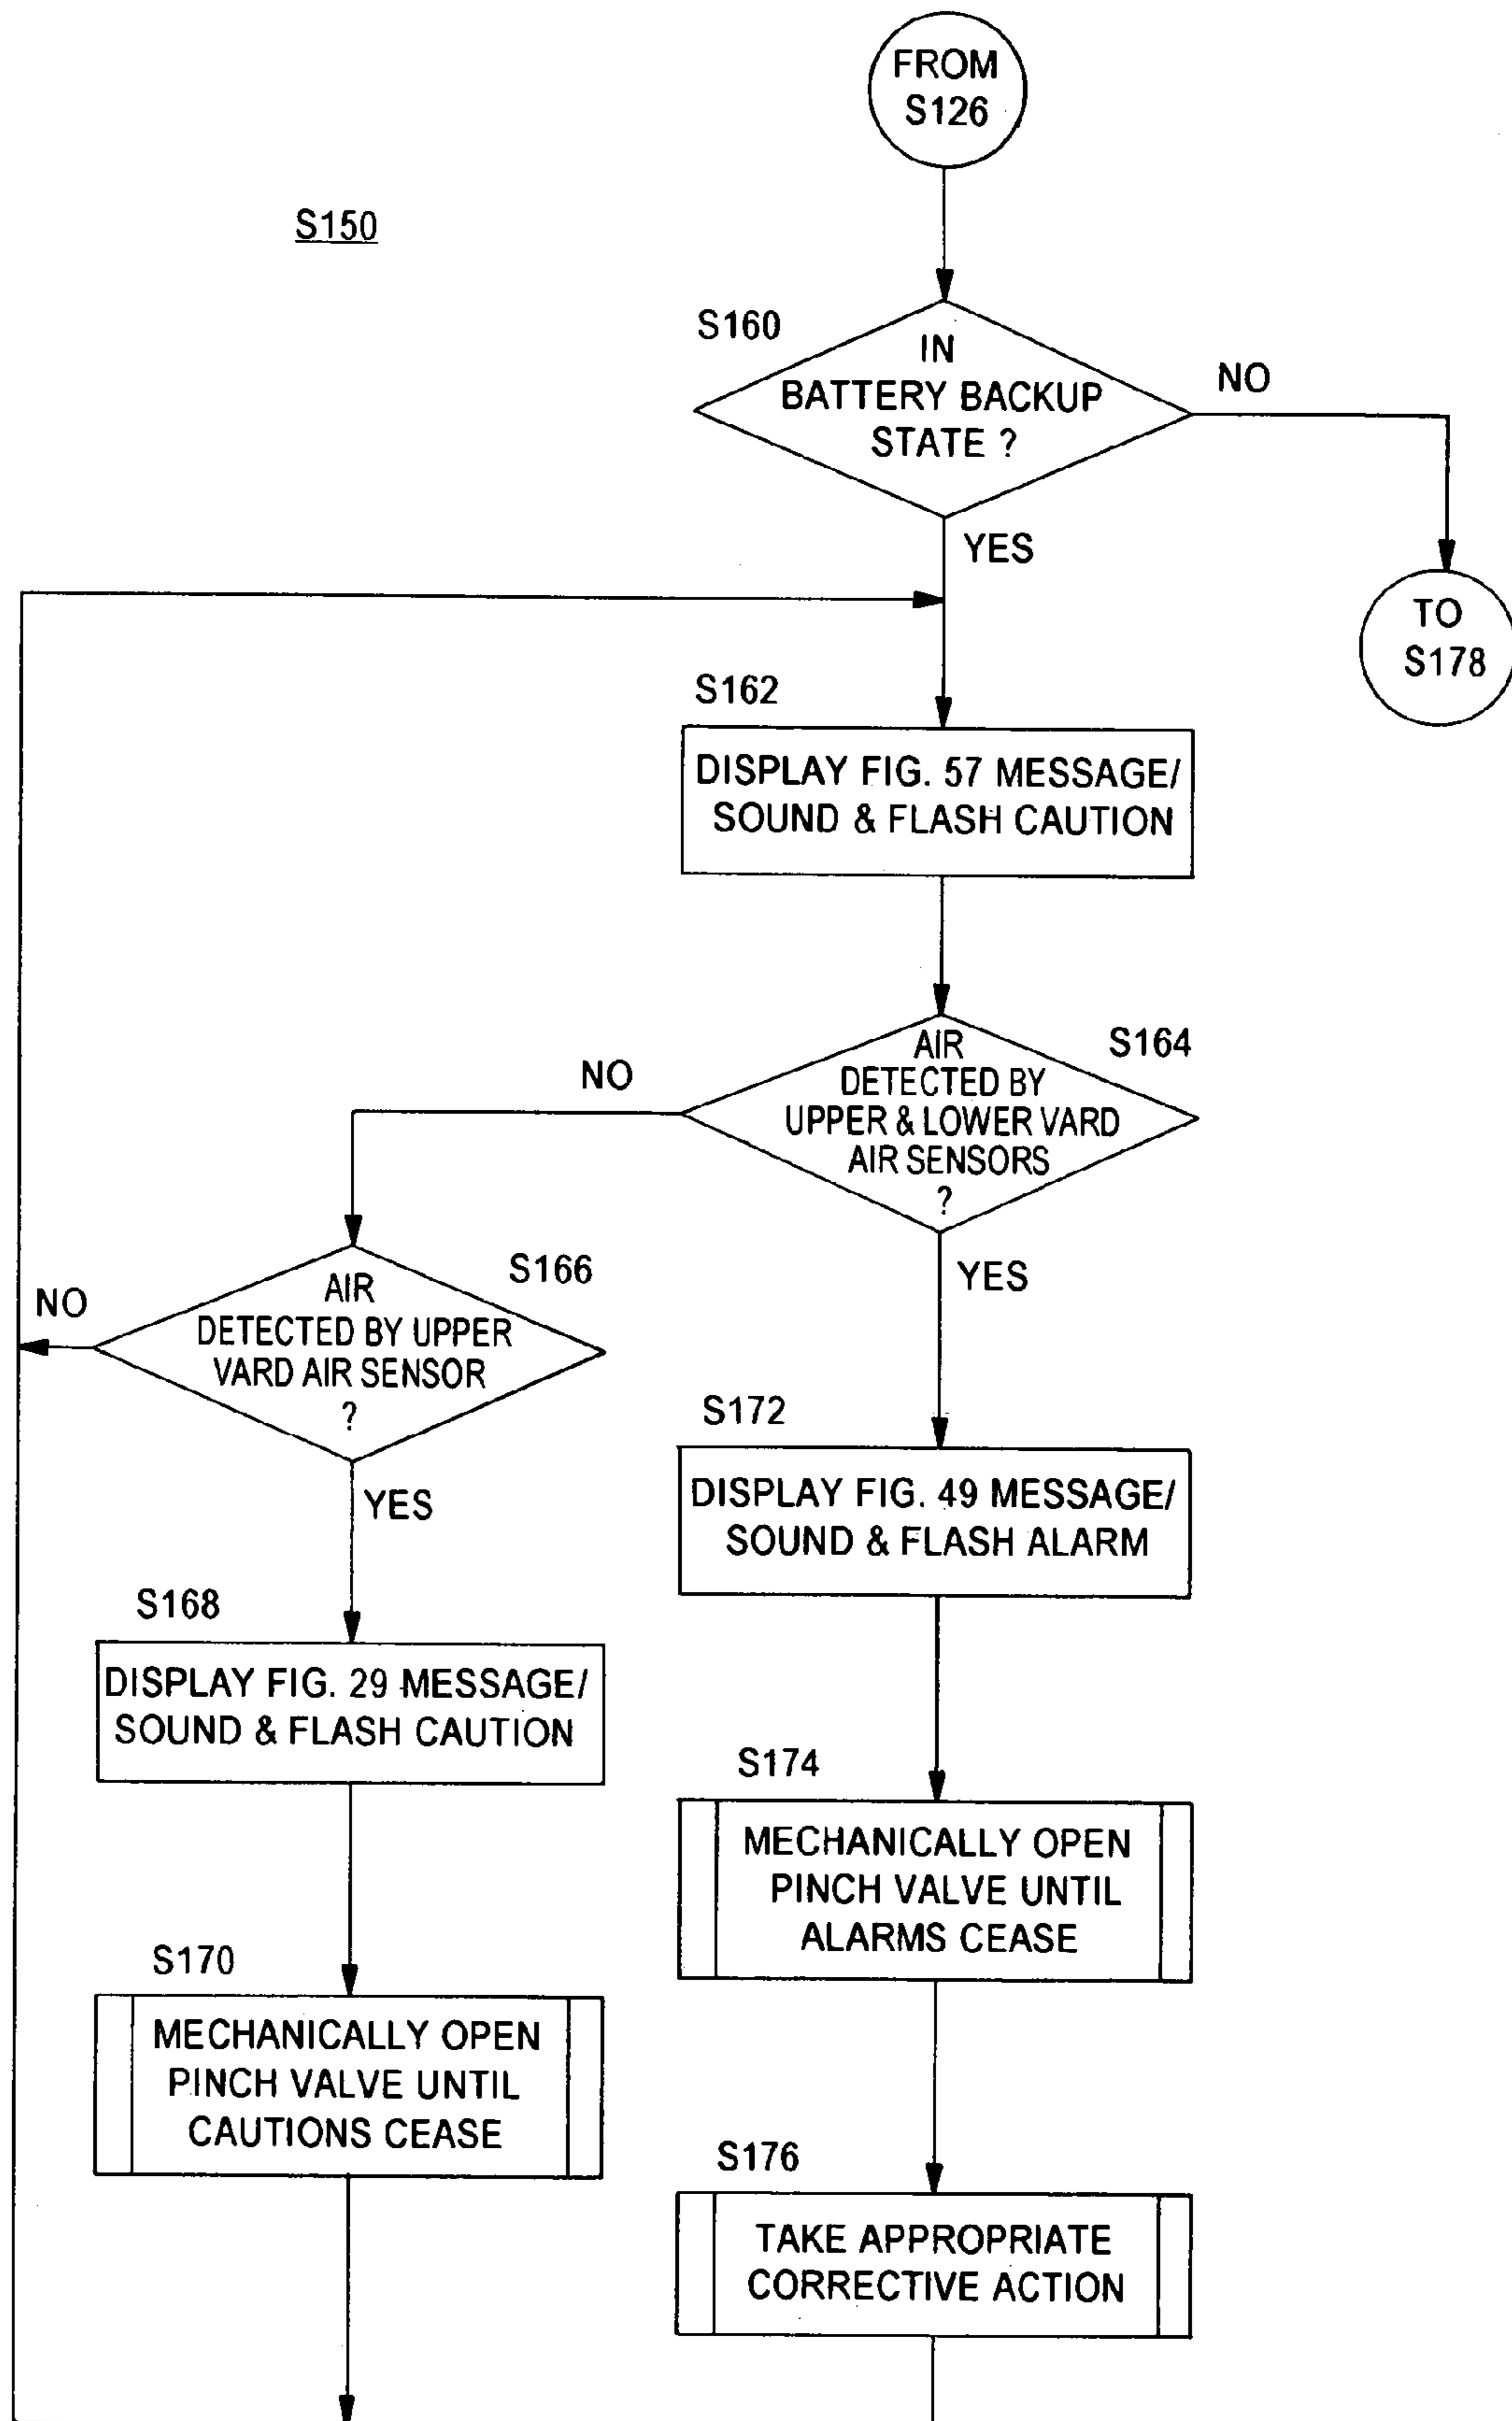 FROM
S126
S150
S160
IN
BATTERY BACKUP
STATE ?
NO
YES
TO
S178
S162
DISPLAY FIG. 57 MESSAGE/
SOUND & FLASH CAUTION
S164
AIR
DETECTED BY
UPPER & LOWER VARD
AIR SENSORS
?
NO
YES
S166
AIR
DETECTED BY UPPER
VARD AIR SENSOR
?
NO
YES
S172
DISPLAY FIG. 49 MESSAGE/
SOUND & FLASH ALARM
S168
DISPLAY FIG. 29 MESSAGE/
SOUND & FLASH CAUTION
S174
MECHANICALLY OPEN
PINCH VALVE UNTIL
ALARMS CEASE
S170
MECHANICALLY OPEN
PINCH VALVE UNTIL
CAUTIONS CEASE
S176
TAKE APPROPRIATE
CORRECTIVE ACTION